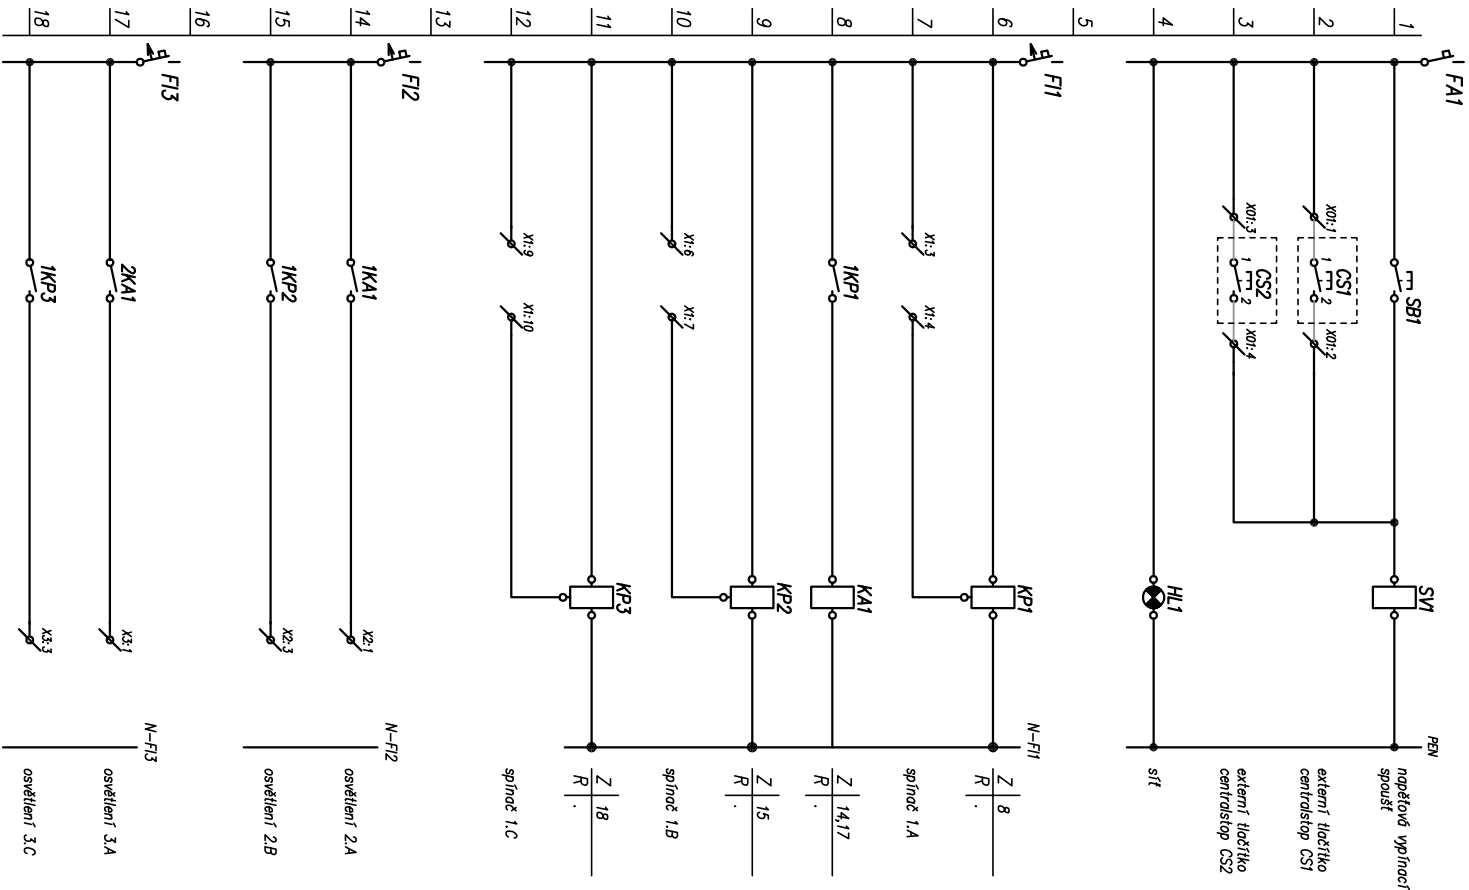 1
2
3
4
5
6
7
8
9
10
11
12
13
14
15
16
17
18
FA1
FI1
FI2
FI3
SB1
X01:1
CS1
1
2
X01:2
X01:3
CS2
1
2
X01:4
X1:3
X1:4
1KP1
X1:6
X1:7
X1:9
X1:10
1KA1
1KP2
2KA1
1KP3
SV1
HL1
KP1
KA1
KP2
KP3
X2:1
X2:3
X3:1
X3:3
PEN
N-FI1
N-FI2
N-FI3
napěťová vypínací
spoušť
externí tlačítko
centralstop CS1
externí tlačítko
centralstop CS2
síť
Z 8
R .
spínač 1.A
Z 14,17
R .
Z 15
R .
spínač 1.B
Z 18
R .
spínač 1.C
osvětlení 2.A
osvětlení 2.B
osvětlení 3.A
osvětlení 3.C